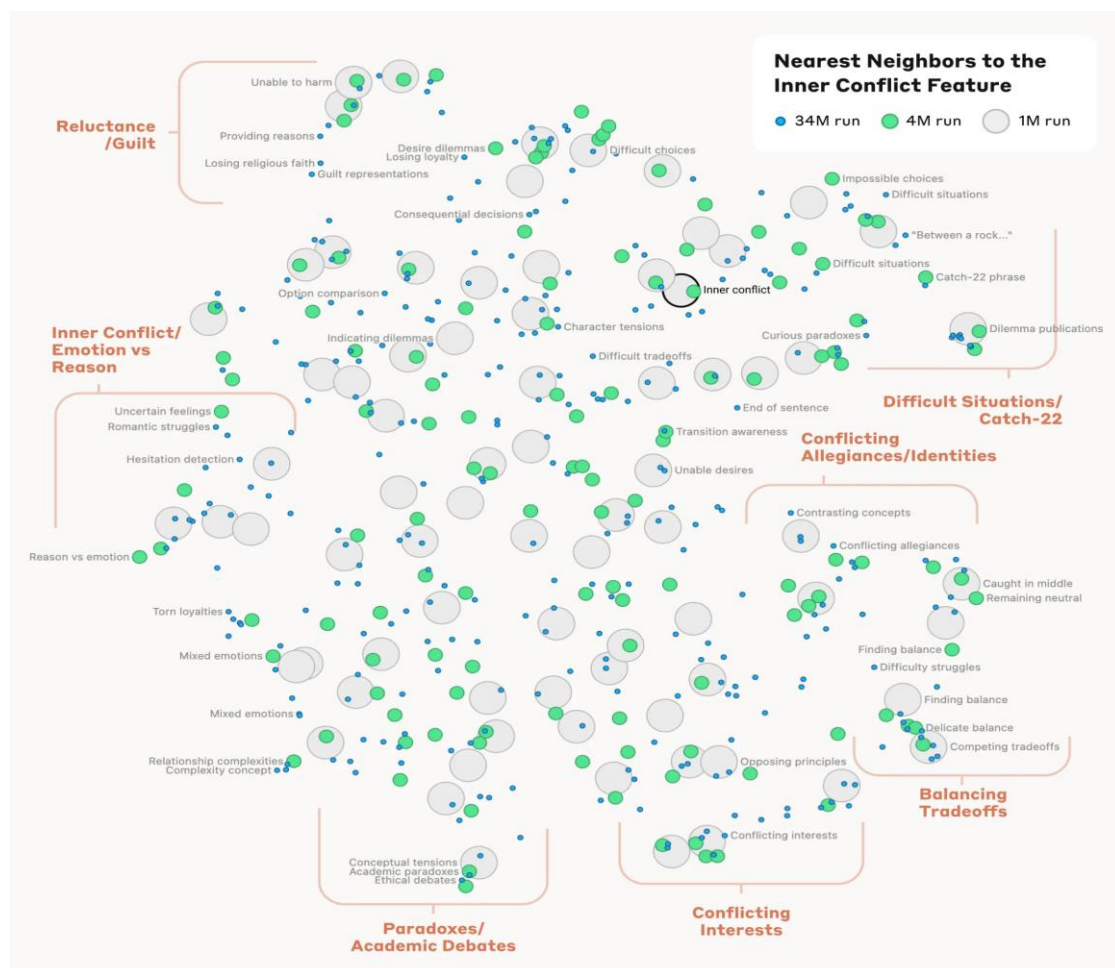 Nearest Neighbors to the
Inner Conflict Feature
34M run
4M run
1M run
Reluctance
/Guilt
Unable to harm
Providing reasons
Losing religious faith
Guilt representations
Desire dilemmas
Losing loyalty
Difficult choices
Consequential decisions
Impossible choices
Difficult situations
"Between a rock..."
Difficult situations
Catch-22 phrase
Inner conflict
Option comparison
Character tensions
Dilemma publications
Curious paradoxes
Indicating dilemmas
Difficult tradeoffs
Inner Conflict/
Emotion vs
Reason
Difficult Situations/
Catch-22
Uncertain feelings
Romantic struggles
Hesitation detection
End of sentence
Transition awareness
Unable desires
Conflicting
Allegiances/Identities
Contrasting concepts
Conflicting allegiances
Reason vs emotion
Caught in middle
Remaining neutral
Torn loyalties
Mixed emotions
Finding balance
Difficulty struggles
Finding balance
Mixed emotions
Delicate balance
Competing tradeoffs
Relationship complexities
Complexity concept
Opposing principles
Balancing
Tradeoffs
Conflicting interests
Conceptual tensions
Academic paradoxes
Ethical debates
Paradoxes/
Academic Debates
Conflicting
Interests